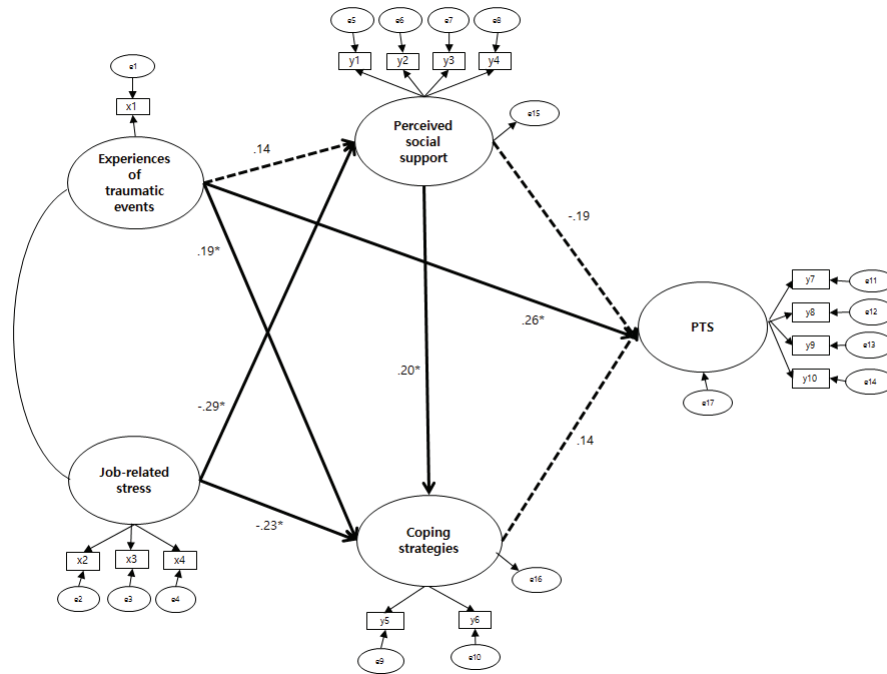 e5
e6
e7
e8
y1
y2
y3
y4
e1
x1
e15
Perceived
social
support
Experiences
of
traumatic
events
.14
-.19
.19*
.26*
y7
e11
y8
e12
PTS
y9
e13
y10
e14
e17
.20*
-.29*
.14
Job-related
stress
-.23*
Coping
strategies
x2
x3
x4
e16
e2
e3
e4
y5
y6
e9
e10